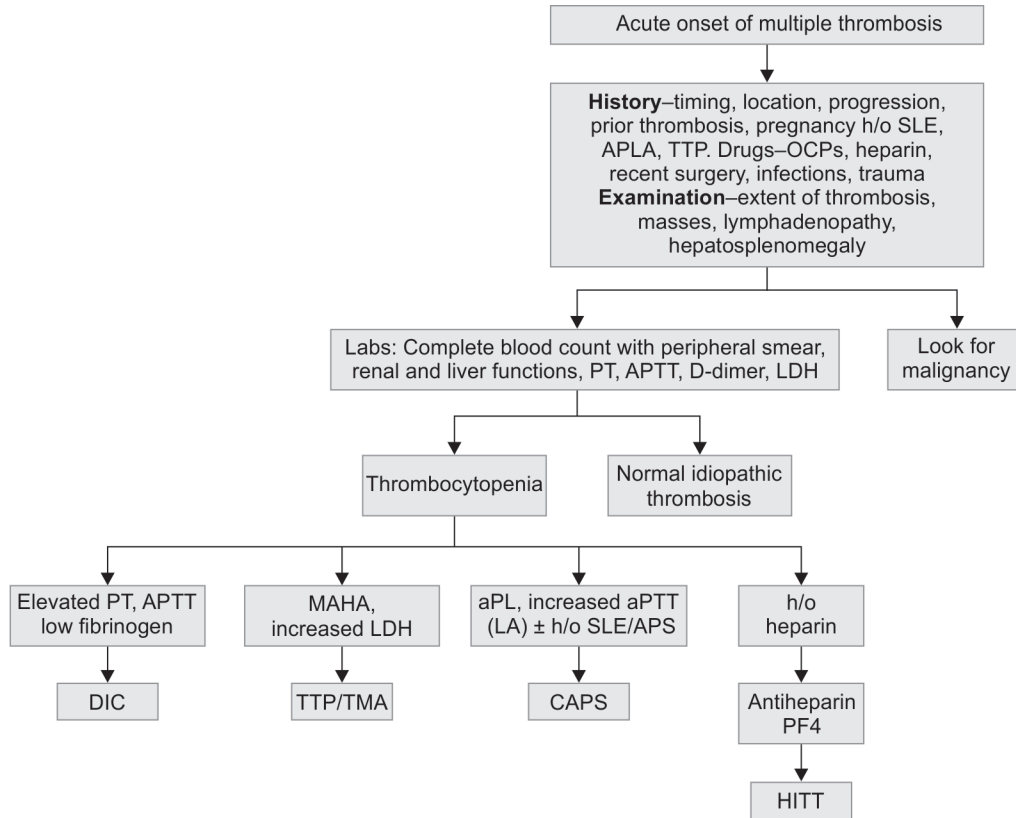 Acute onset of multiple thrombosis
History–timing, location, progression,
prior thrombosis, pregnancy h/o SLE,
APLA, TTP. Drugs–OCPs, heparin,
recent surgery, infections, trauma
Examination–extent of thrombosis,
masses, lymphadenopathy,
hepatosplenomegaly
Labs: Complete blood count with peripheral smear,
renal and liver functions, PT, APTT, D-dimer, LDH
Look for
malignancy
Thrombocytopenia
Normal idiopathic
thrombosis
Elevated PT, APTT
low fibrinogen
MAHA,
increased LDH
aPL, increased aPTT
(LA) ± h/o SLE/APS
h/o
heparin
DIC
TTP/TMA
CAPS
Antiheparin
PF4
HITT